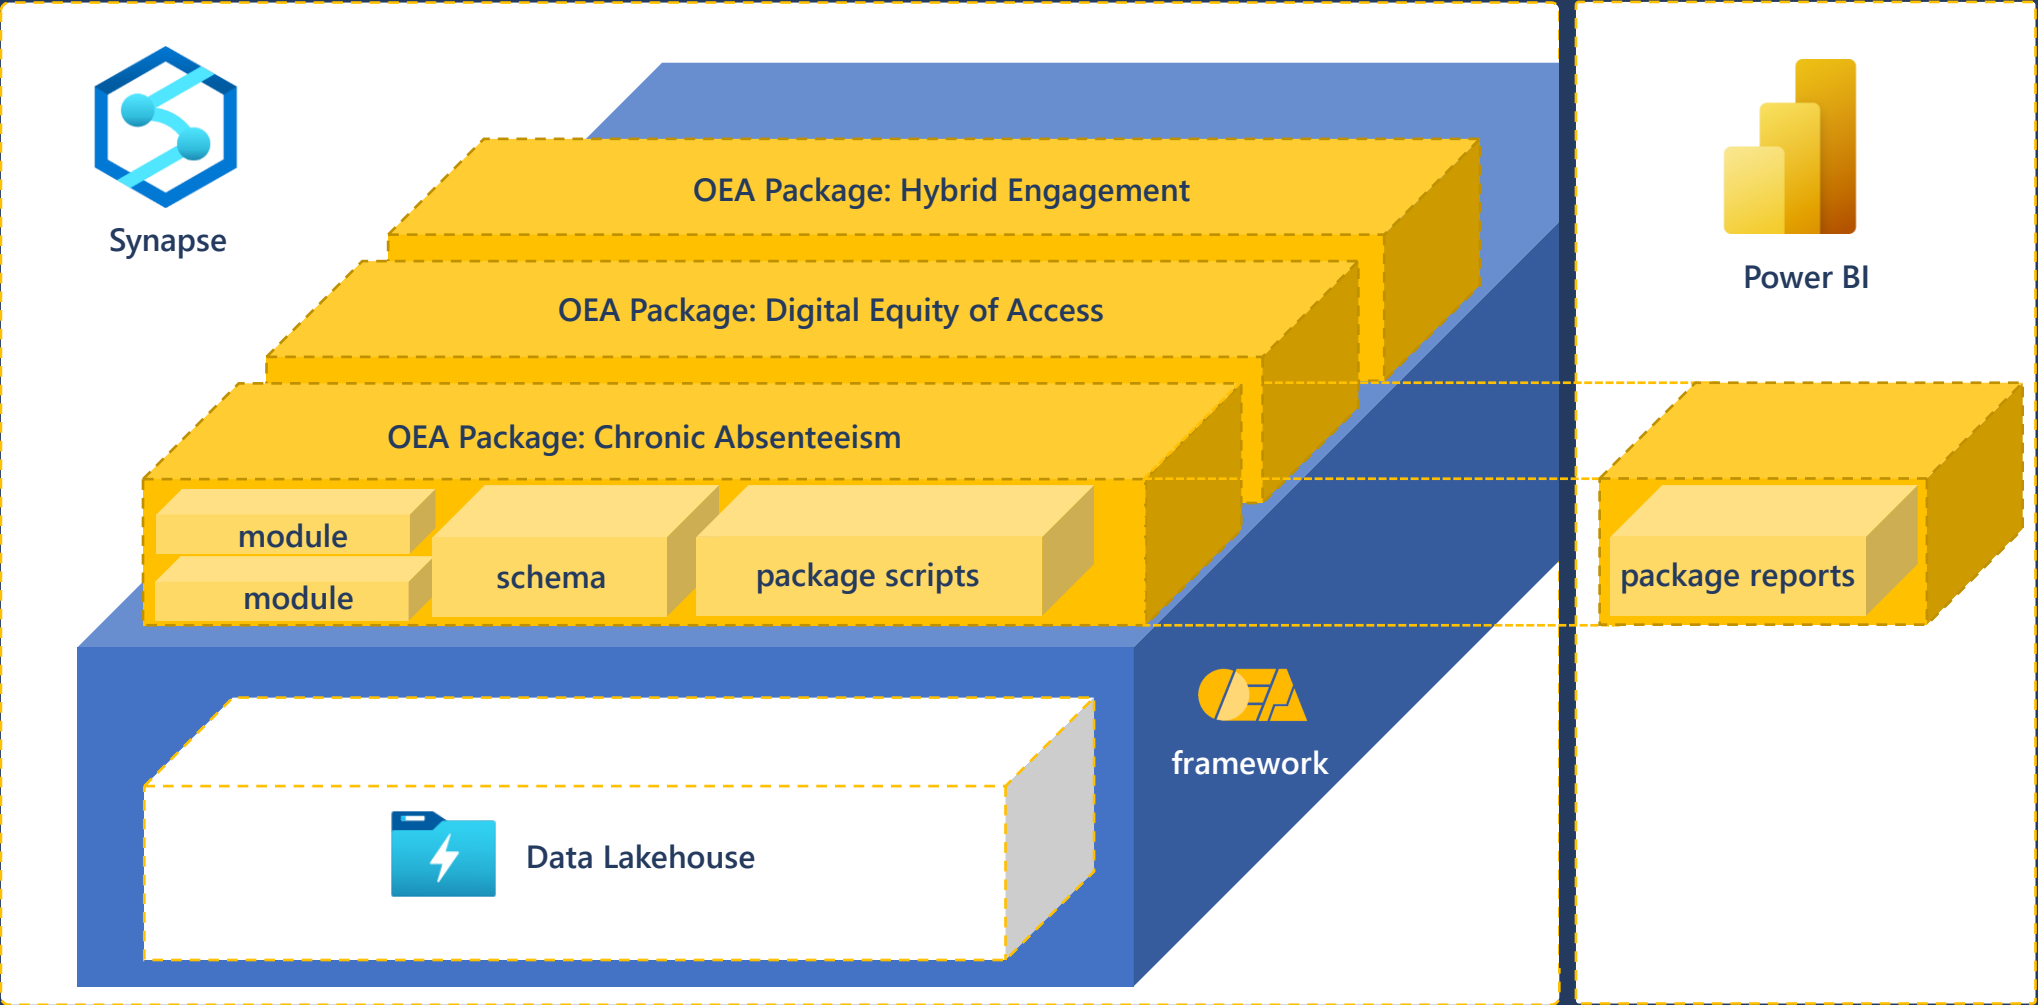 Synapse
Power BI
OEA Package: Hybrid Engagement
OEA Package: Digital Equity of Access
OEA Package: Chronic Absenteeism
module
module
schema
package scripts
package reports
OEA
framework
Data Lakehouse